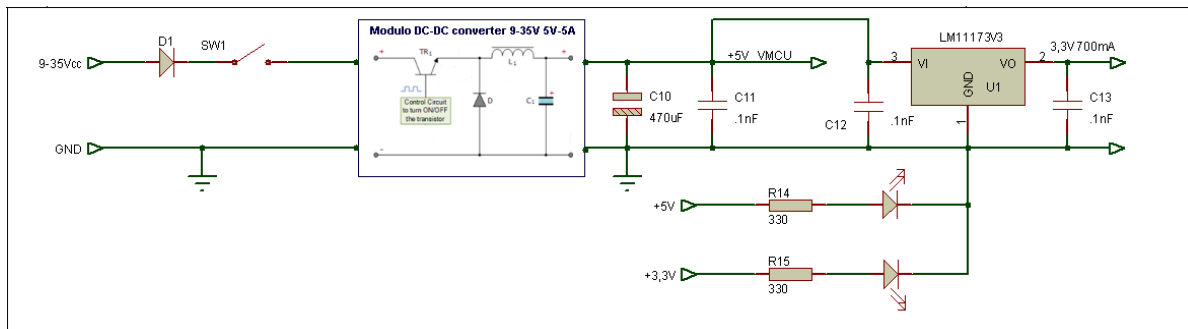 Modulo DC-DC converter 9-35V 5V-5A
D1
SW1
9-35Vcc
GND
TR1
L1
D
C1
+
+
-
-
Control Circuit
to turn ON/OFF
the transistor
+5V VMCU
C10
470uF
C11
.1nF
C12
.1nF
LM11173V3
3
VI
VO
2
GND
U1
1
3,3V700mA
C13
.1nF
+5V
R14
330
+3,3V
R15
330